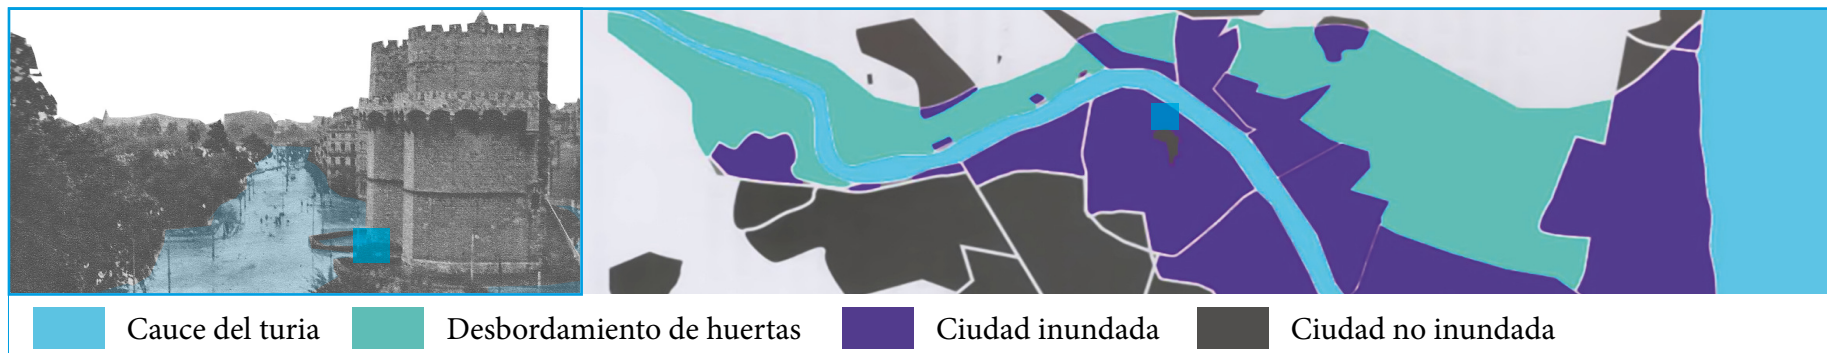 Cauce del turia
Desbordamiento de huertas
Ciudad inundada
Ciudad no inundada